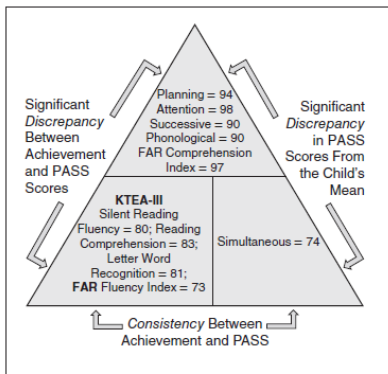 Significant
Discrepancy
Between
Achievement
and PASS
Scores
Planning = 94
Attention = 98
Successive = 90
Phonological = 90
FAR Comprehension
Index = 97
Significant
Discrepancy
in PASS
Scores From
the Child's
Mean
KTEA-III
Silent Reading
Fluency = 80; Reading
Comprehension = 83;
Letter Word
Recognition = 81;
FAR Fluency Index = 73
Simultaneous = 74
Consistency Between
Achievement and PASS